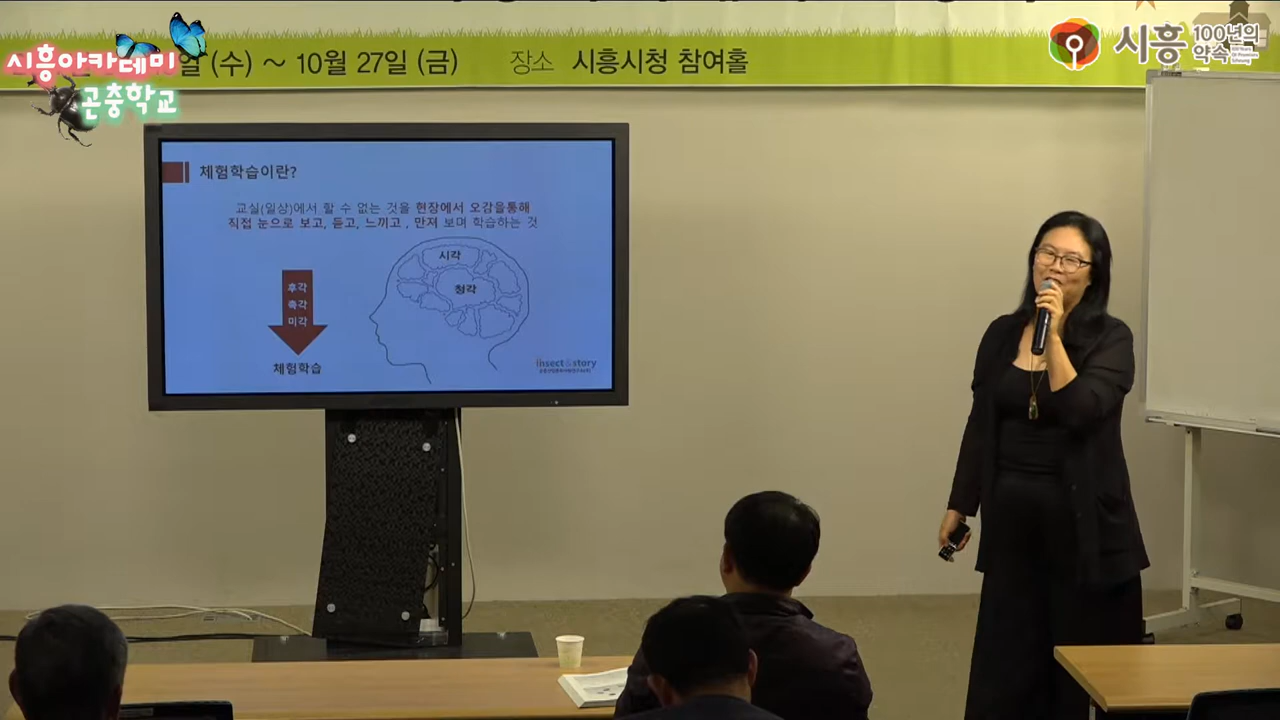 시흥아카데미
곤충학교
일 (수) ~ 10월 27일 (금)
장소 시흥시청 참여홀
시흥 100년의 약속
체험학습이란?
교실(일상)에서 할 수 없는 것을 현장에서 오감을통해
직접 눈으로 보고, 듣고, 느끼고 , 만져 보며 학습하는 것
시각
청각
후각
촉각
미각
체험학습
insect & story